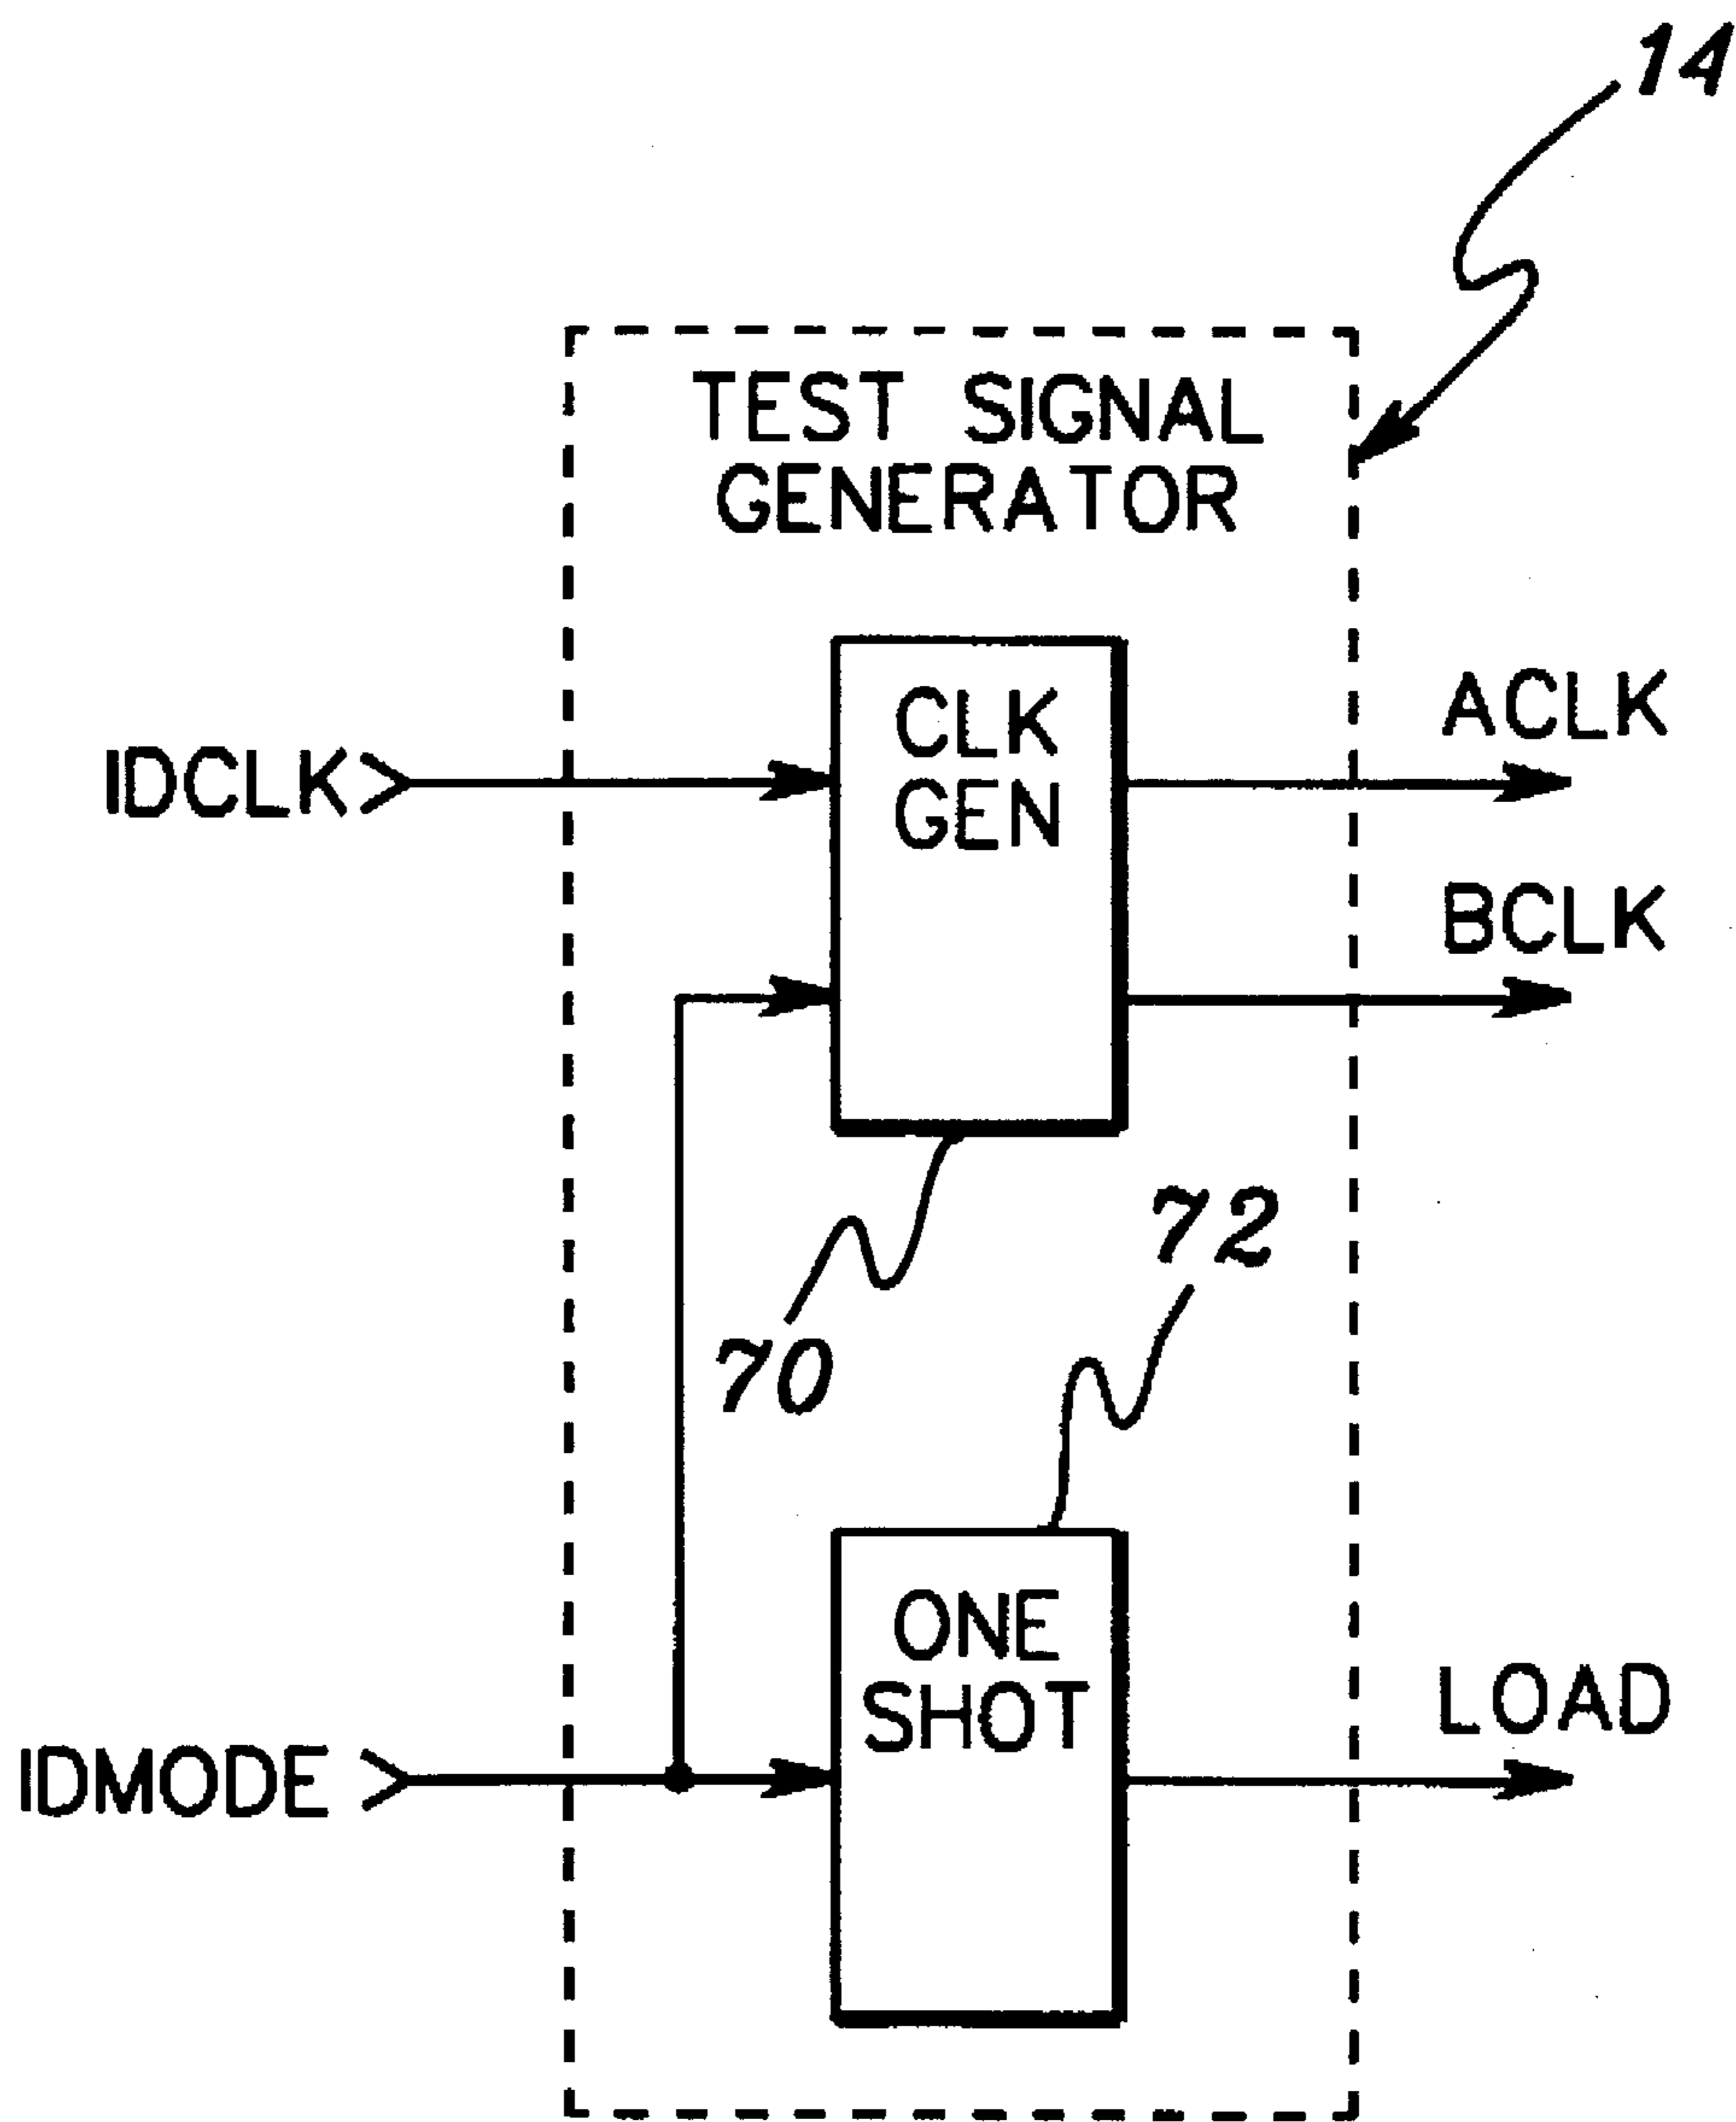 14
TEST SIGNAL
GENERATOR
CLK
GEN
ACLK
IDCLK
BCLK
72
70
ONE
SHOT
LOAD
IDMODE